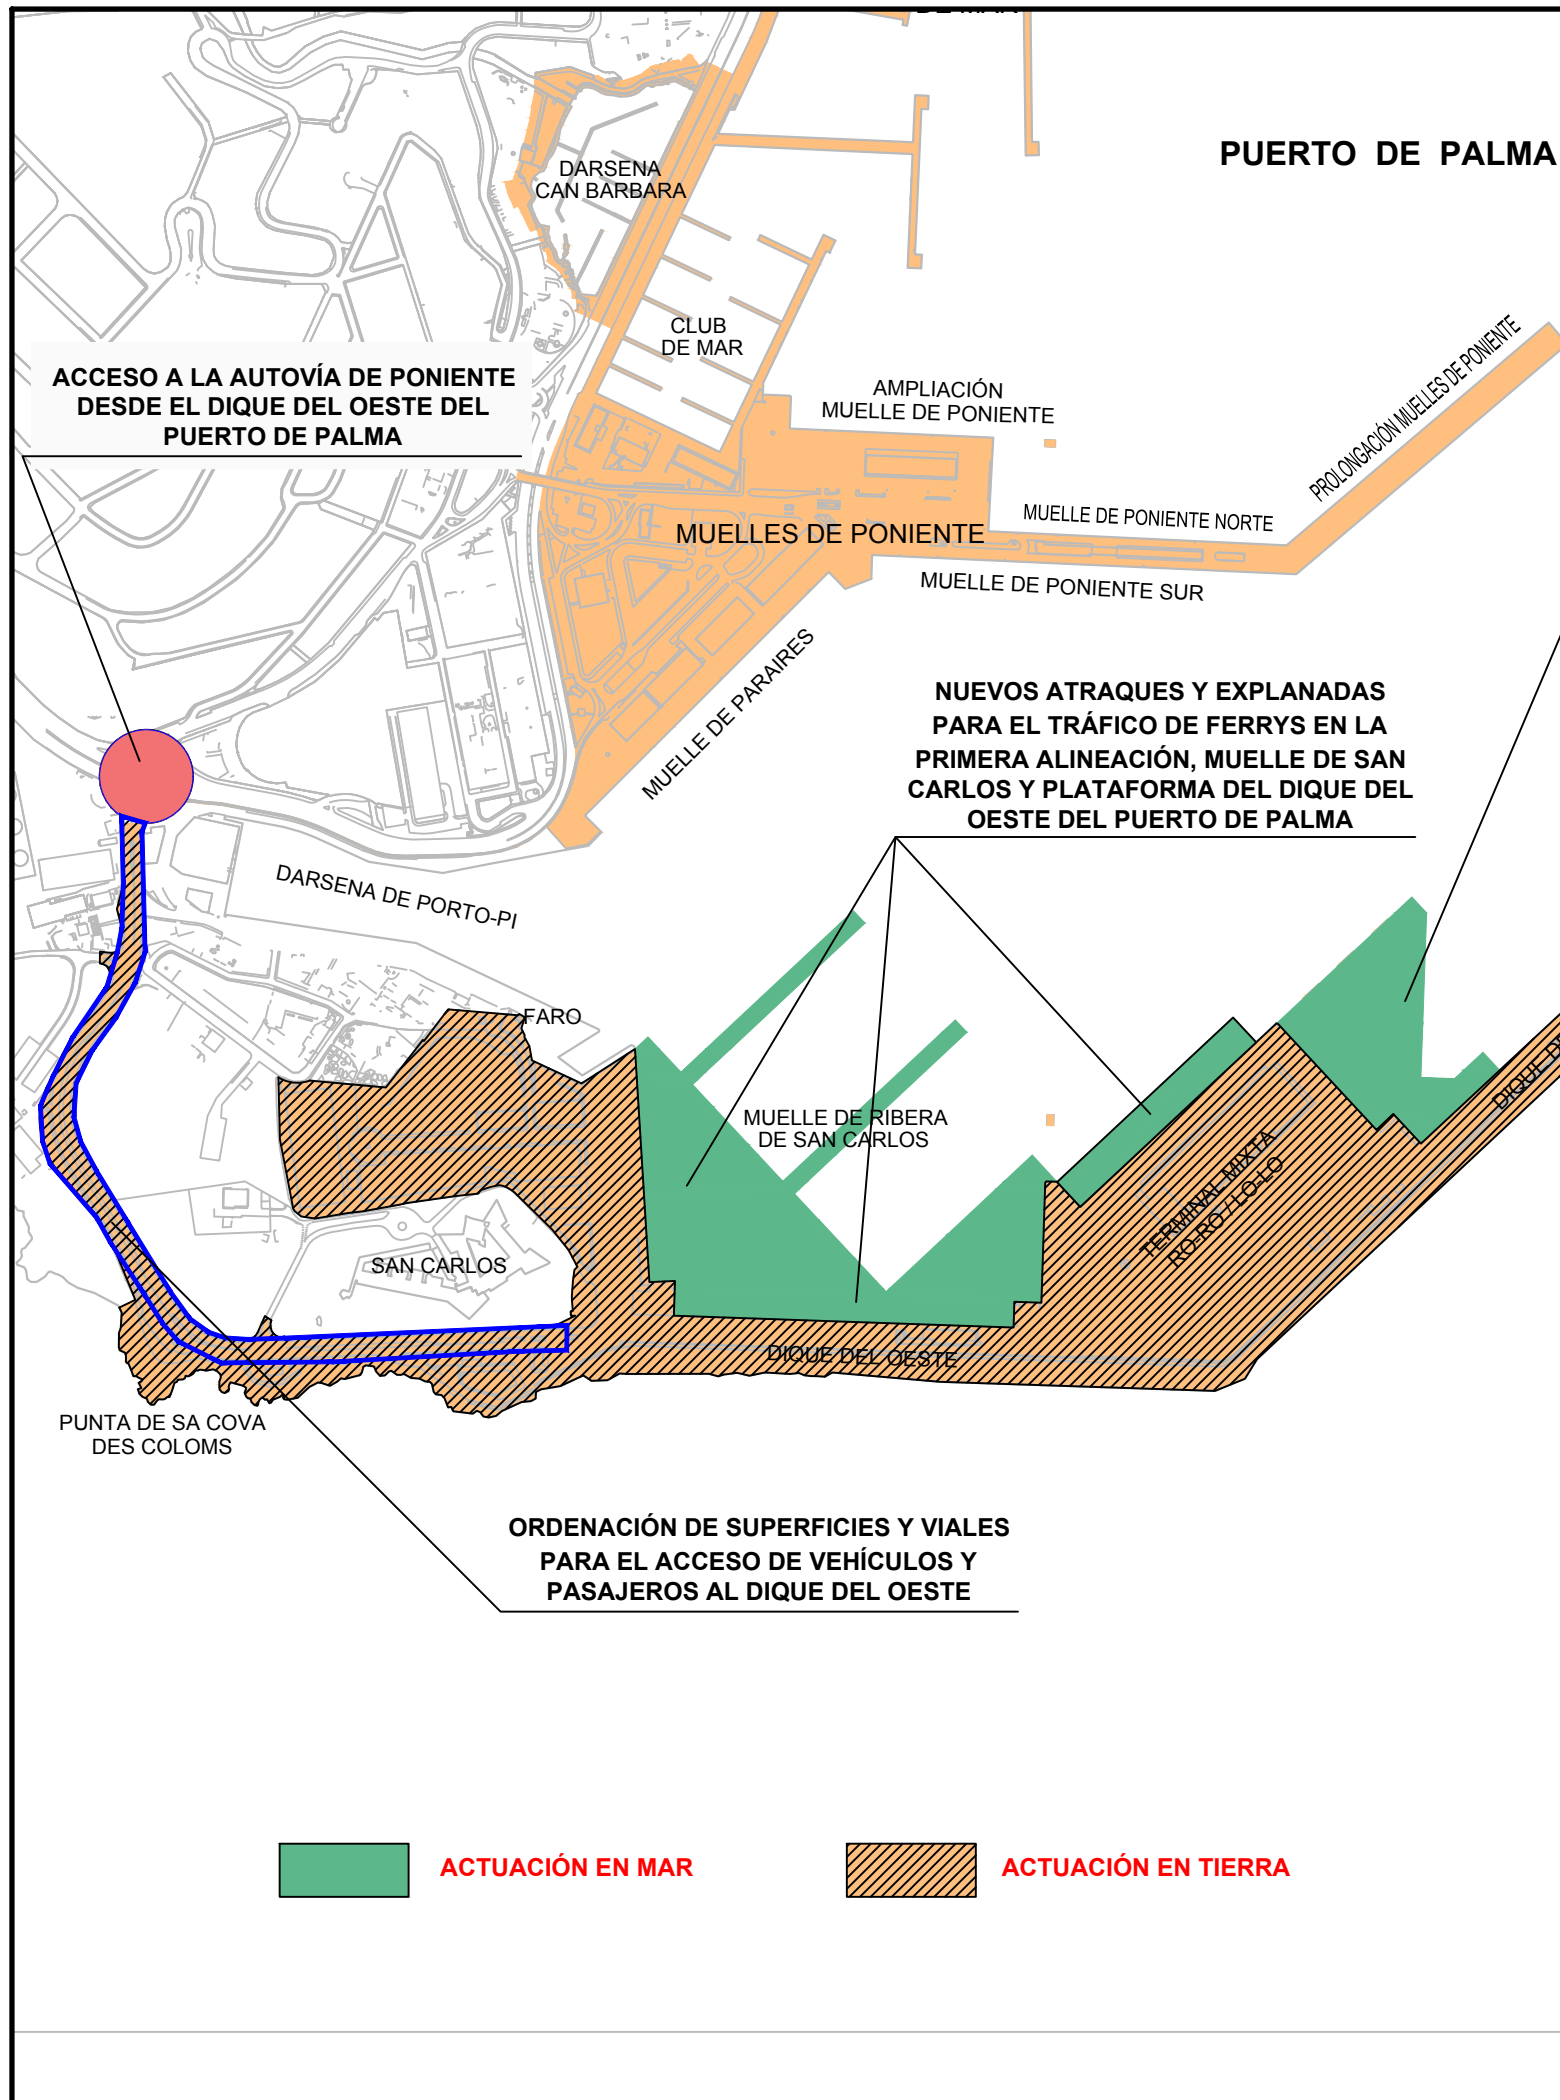 PUERTO DE PALMA
DARSENA
CAN BARBARA
CLUB
DE MAR
ACCESO A LA AUTOVÍA DE PONIENTE
DESDE EL DIQUE DEL OESTE DEL
PUERTO DE PALMA
AMPLIACIÓN
MUELLE DE PONIENTE
PROLONGACIÓN MUELLES DE PONIENTE
MUELLE DE PONIENTE NORTE
MUELLES DE PONIENTE
MUELLE DE PONIENTE SUR
MUELLE DE PARAIRES
NUEVOS ATRAQUES Y EXPLANADAS
PARA EL TRÁFICO DE FERRYS EN LA
PRIMERA ALINEACIÓN, MUELLE DE SAN
CARLOS Y PLATAFORMA DEL DIQUE DEL
OESTE DEL PUERTO DE PALMA
DARSENA DE PORTO-PI
FARO
MUELLE DE RIBERA
DE SAN CARLOS
DIQUE
TERMINAL MIXTA
RO-RO / LO-LO
SAN CARLOS
DIQUE DEL OESTE
PUNTA DE SA COVA
DES COLOMS
ORDENACIÓN DE SUPERFICIES Y VIALES
PARA EL ACCESO DE VEHÍCULOS Y
PASAJEROS AL DIQUE DEL OESTE
ACTUACIÓN EN MAR
ACTUACIÓN EN TIERRA